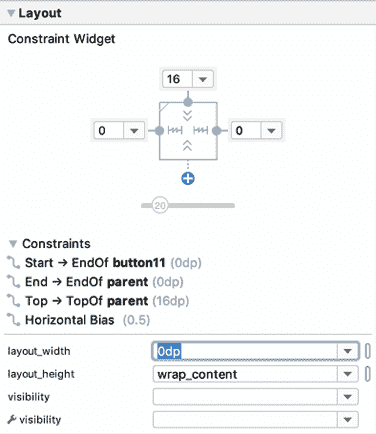 Layout
Constraint Widget
16
0
0
20
Constraints
Start → EndOf button11 (0dp)
End → EndOf parent (0dp)
Top → TopOf parent (16dp)
Horizontal Bias (0.5)
layout_width 0dp
layout_height wrap_content
visibility
visibility